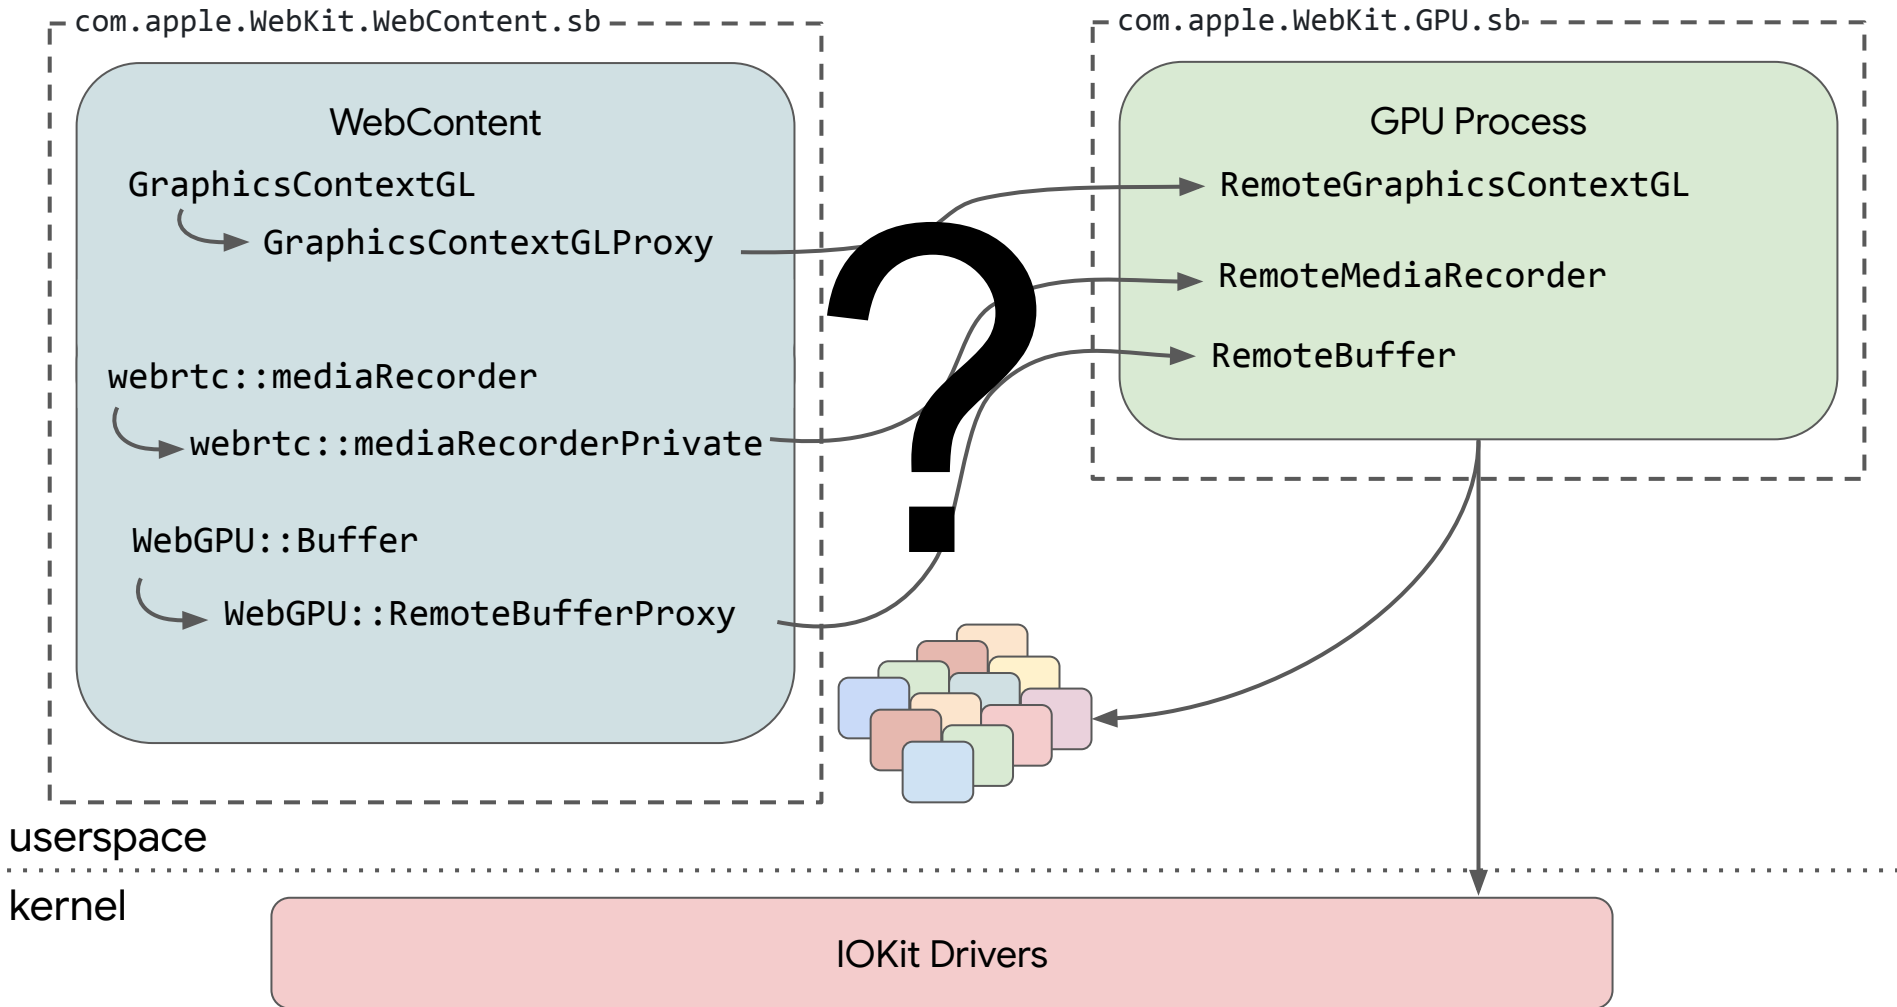 com.apple.WebKit.WebContent.sb
WebContent
GraphicsContextGL
GraphicsContextGLProxy
webrtc::mediaRecorder
webrtc::mediaRecorderPrivate
WebGPU::Buffer
WebGPU::RemoteBufferProxy
?
com.apple.WebKit.GPU.sb
GPU Process
RemoteGraphicsContextGL
RemoteMediaRecorder
RemoteBuffer
userspace
kernel
IOKit Drivers